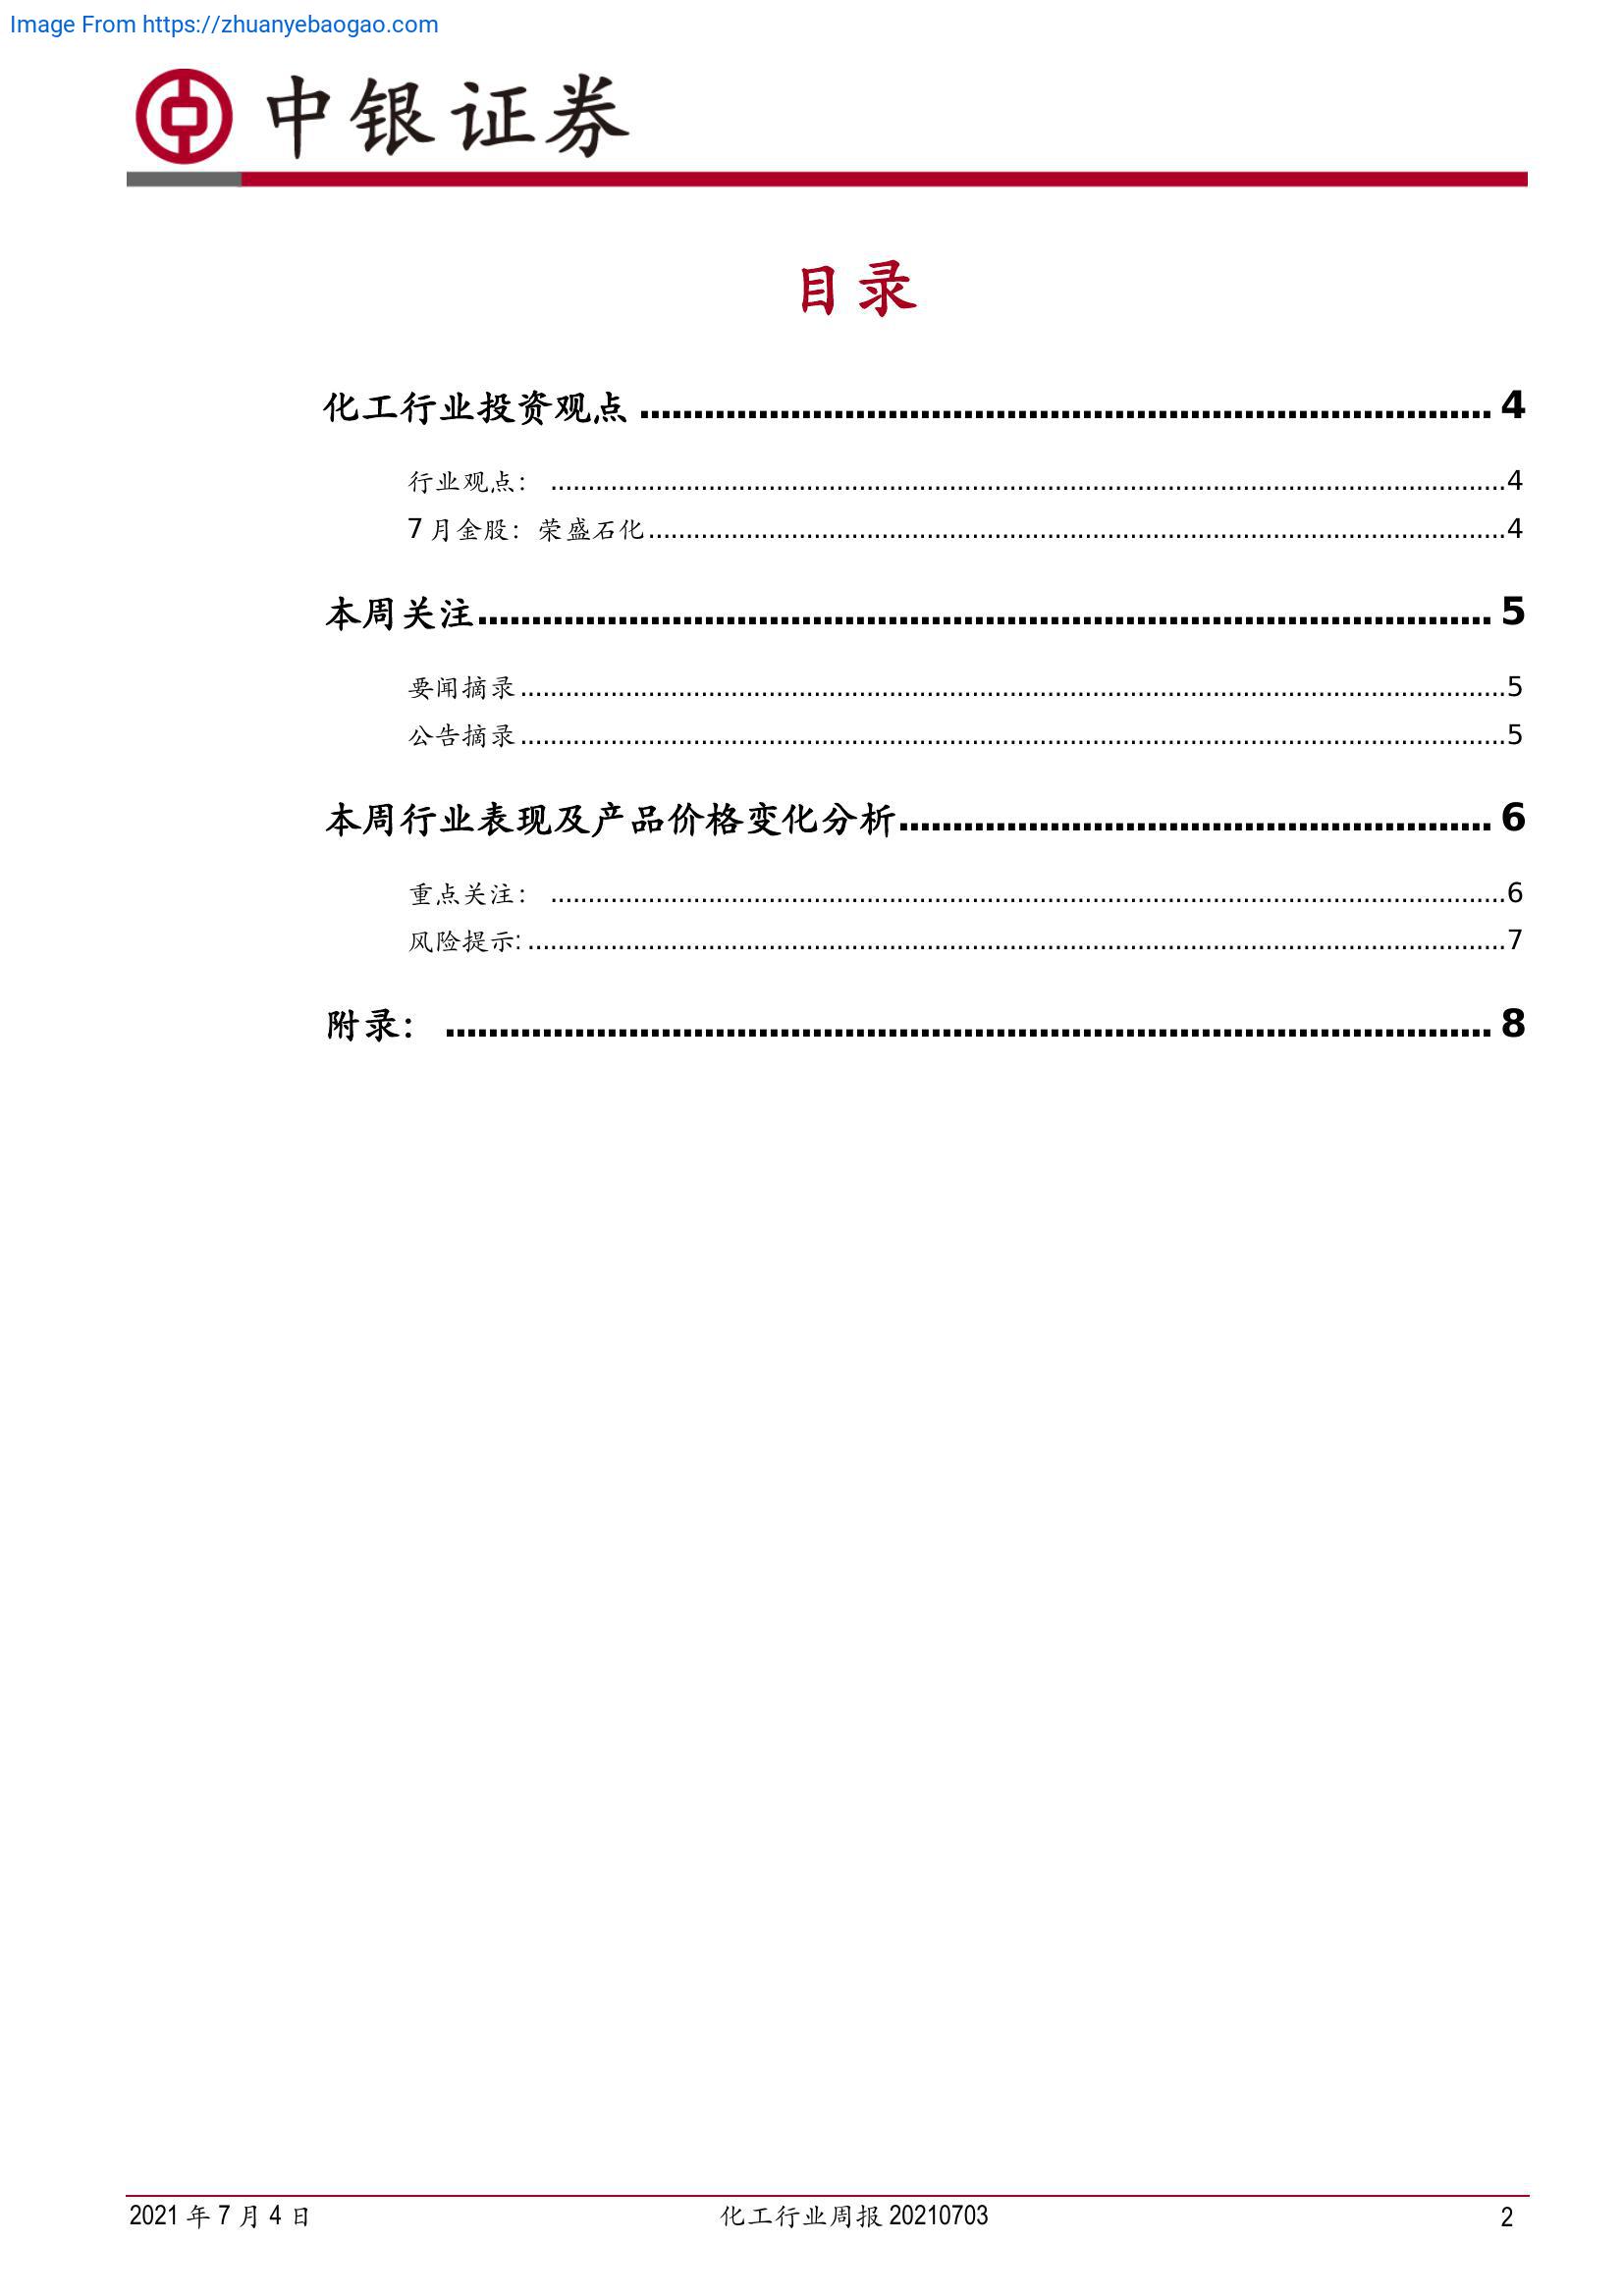 Image From https://zhuanyebaogao.com
中银证券
目录
化工行业投资观点 ........................................................................ 4
行业观点： ........................................................................ 4
7 月金股：荣盛石化 ........................................................................ 4
本周关注 ........................................................................ 5
要闻摘录 ........................................................................ 5
公告摘录 ........................................................................ 5
本周行业表现及产品价格变化分析 ........................................................................ 6
重点关注： ........................................................................ 6
风险提示: ........................................................................ 7
附录： ........................................................................ 8
2021 年 7 月 4 日 化工行业周报 20210703 2